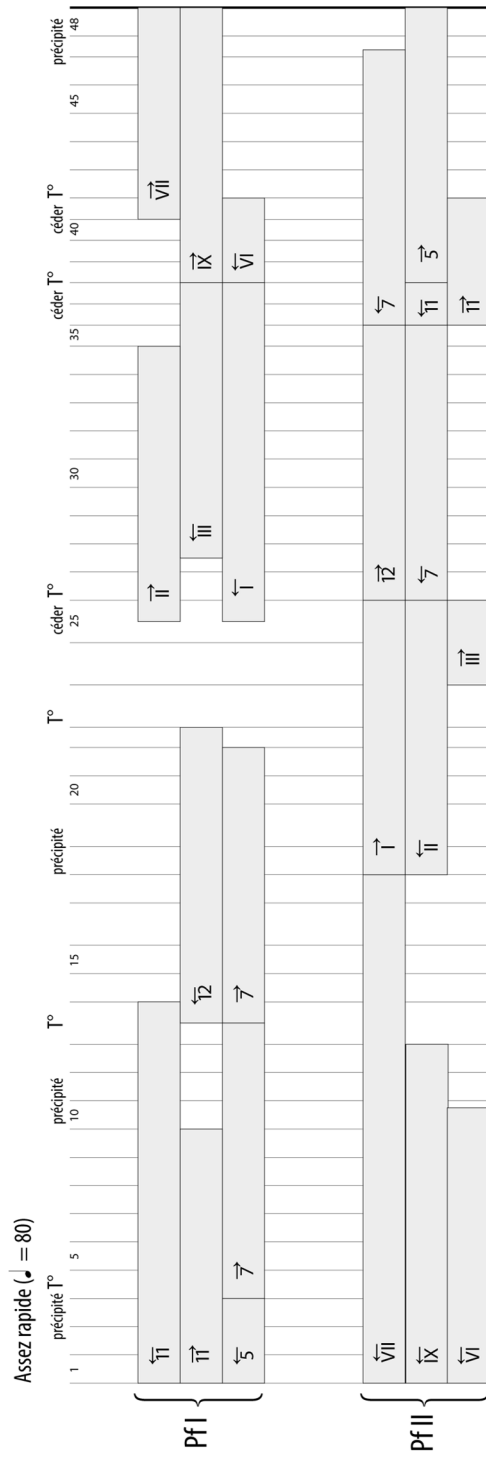 Assez rapide (♩ = 80)
précipité T° précipité T° précipité T° céder T° céder T° céder T° précipité
1 5 10 15 20 25 30 35 40 45 48
Pf I
←11 →II →VII
→11 ←12 ←III →IX
←5 →7 →7 ←I ←VI
Pf II
←VII →I →12 ←7
←IX ←II ←7 ←11 →5
←VI →III →11